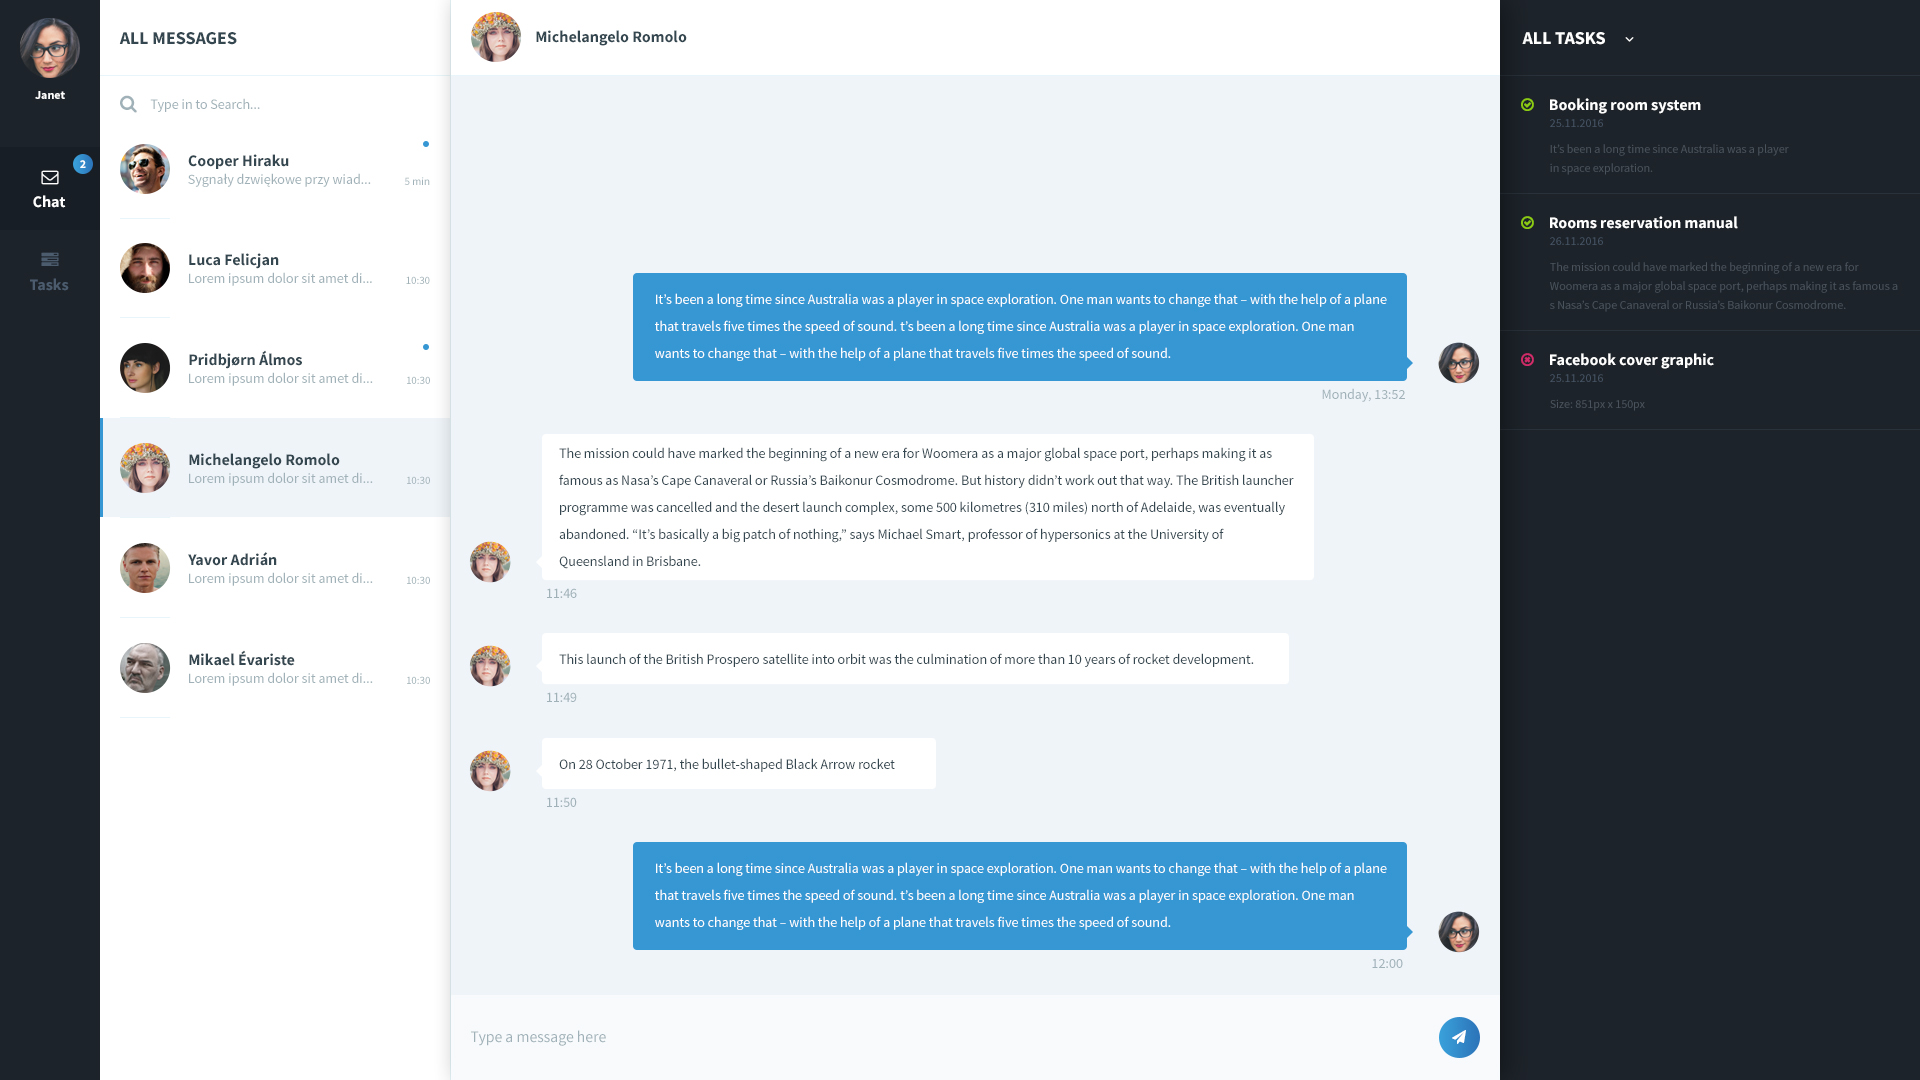 Janet
2
Chat
Tasks
ALL MESSAGES
Type in to Search...
Cooper Hiraku
Sygnały dzwiękowe przy wiad...
5 min
Luca Felicjan
Lorem ipsum dolor sit amet di...
10:30
Pridbjørn Álmos
Lorem ipsum dolor sit amet di...
10:30
Michelangelo Romolo
Lorem ipsum dolor sit amet di...
10:30
Yavor Adrián
Lorem ipsum dolor sit amet di...
10:30
Mikael Évariste
Lorem ipsum dolor sit amet di...
10:30
Michelangelo Romolo
It’s been a long time since Australia was a player in space exploration. One man wants to change that – with the help of a plane
that travels five times the speed of sound. t’s been a long time since Australia was a player in space exploration. One man
wants to change that – with the help of a plane that travels five times the speed of sound.
Monday, 13:52
The mission could have marked the beginning of a new era for Woomera as a major global space port, perhaps making it as
famous as Nasa’s Cape Canaveral or Russia’s Baikonur Cosmodrome. But history didn’t work out that way. The British launcher
programme was cancelled and the desert launch complex, some 500 kilometres (310 miles) north of Adelaide, was eventually
abandoned. “It’s basically a big patch of nothing,” says Michael Smart, professor of hypersonics at the University of
Queensland in Brisbane.
11:46
This launch of the British Prospero satellite into orbit was the culmination of more than 10 years of rocket development.
11:49
On 28 October 1971, the bullet-shaped Black Arrow rocket
11:50
It’s been a long time since Australia was a player in space exploration. One man wants to change that – with the help of a plane
that travels five times the speed of sound. t’s been a long time since Australia was a player in space exploration. One man
wants to change that – with the help of a plane that travels five times the speed of sound.
12:00
Type a message here
ALL TASKS
Booking room system
25.11.2016
It’s been a long time since Australia was a player
in space exploration.
Rooms reservation manual
26.11.2016
The mission could have marked the beginning of a new era for
Woomera as a major global space port, perhaps making it as famous a
s Nasa’s Cape Canaveral or Russia’s Baikonur Cosmodrome.
Facebook cover graphic
25.11.2016
Size: 851px x 150px